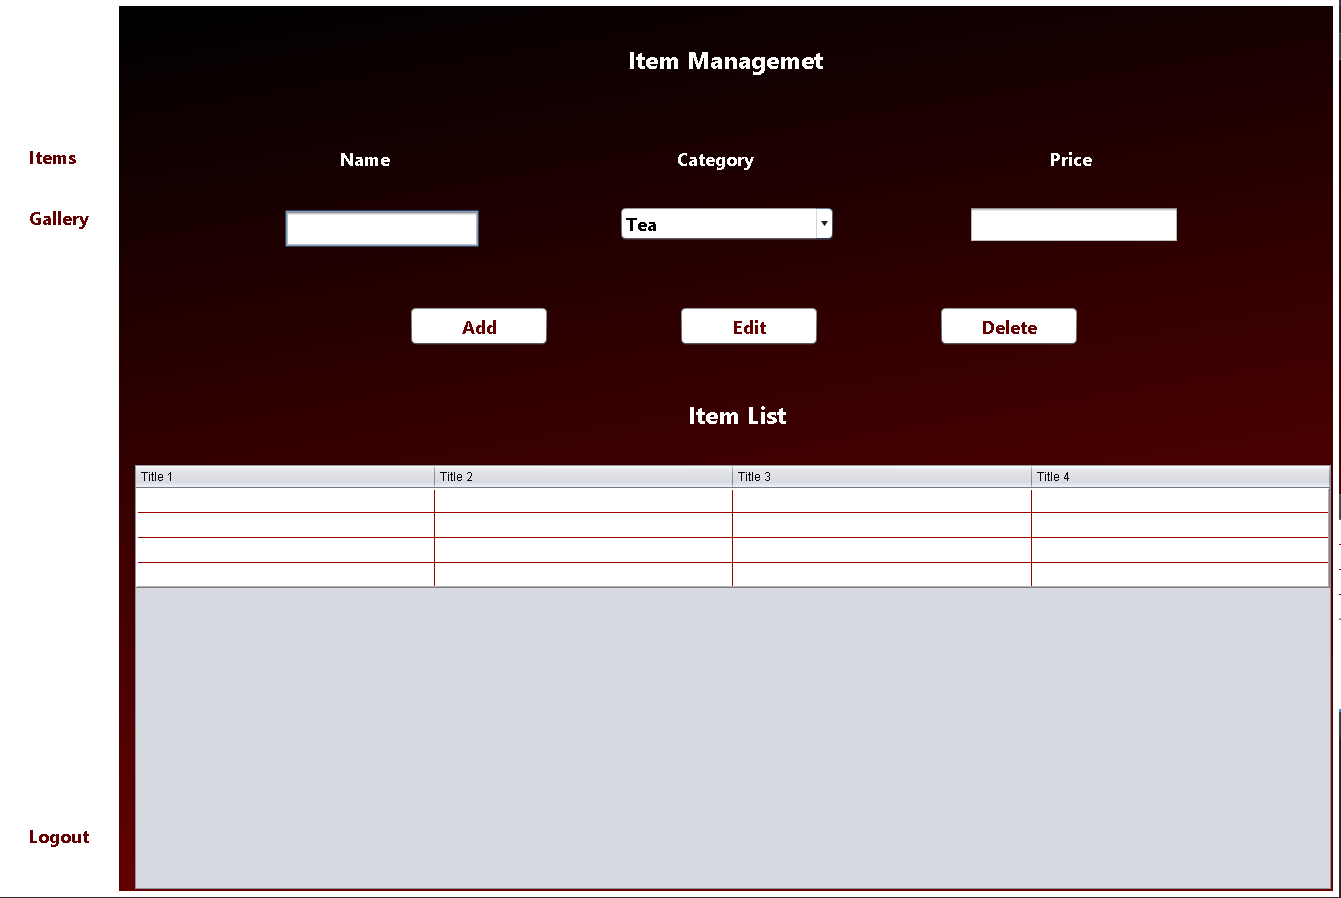 Item Managemet
Items
Name Category Price
Gallery
Tea
Add Edit Delete
Item List
Title 1 Title 2 Title 3 Title 4
Logout